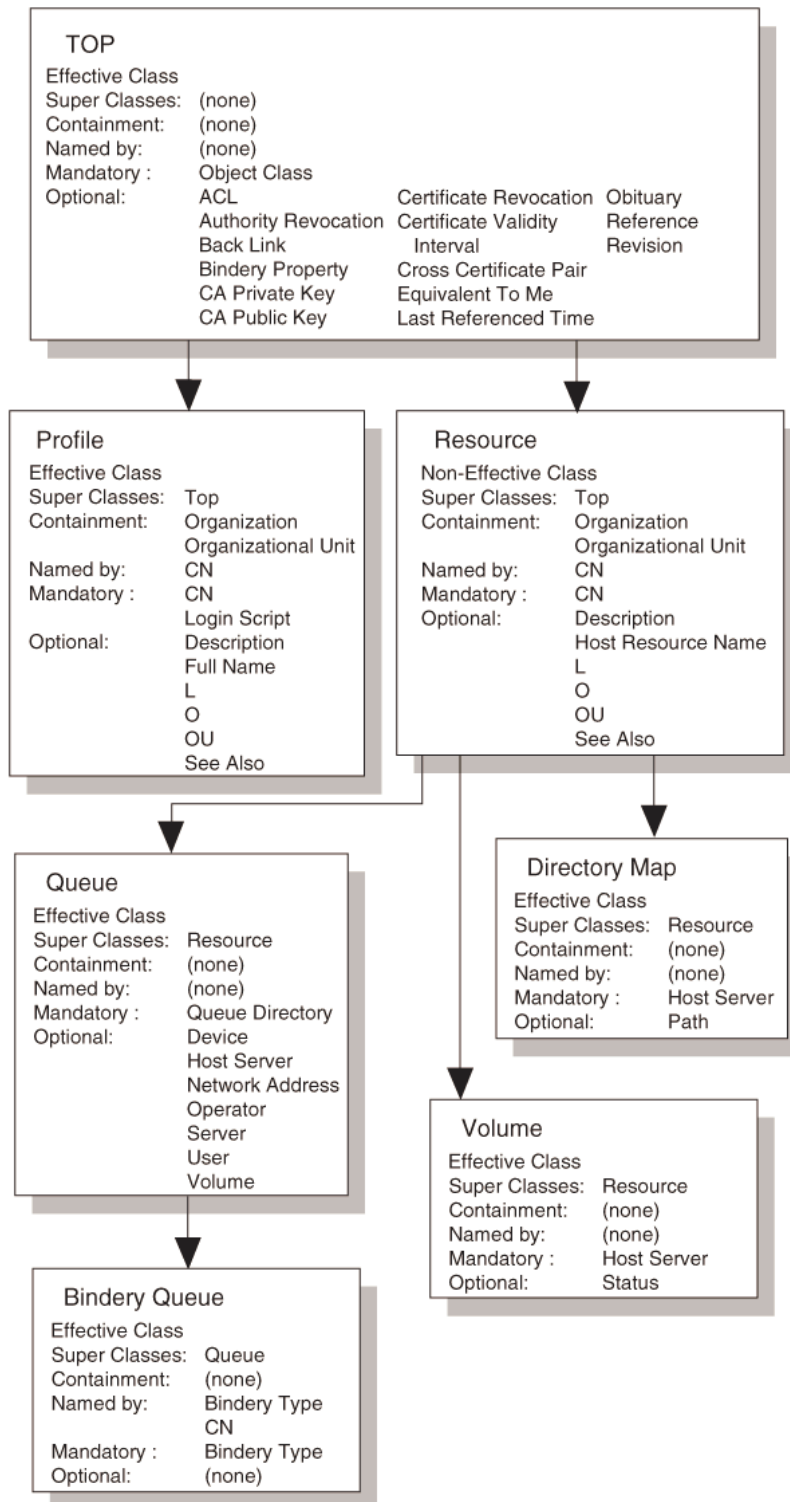 TOP
Effective Class
Super Classes: (none)
Containment: (none)
Named by: (none)
Mandatory : Object Class
Optional: ACL Certificate Revocation Obituary
Authority Revocation Certificate Validity Reference
Back Link Interval Revision
Bindery Property Cross Certificate Pair
CA Private Key Equivalent To Me
CA Public Key Last Referenced Time
Profile
Effective Class
Super Classes: Top
Containment: Organization
Organizational Unit
Named by: CN
Mandatory : CN
Login Script
Optional: Description
Full Name
L
O
OU
See Also
Resource
Non-Effective Class
Super Classes: Top
Containment: Organization
Organizational Unit
Named by: CN
Mandatory : CN
Optional: Description
Host Resource Name
L
O
OU
See Also
Queue
Effective Class
Super Classes: Resource
Containment: (none)
Named by: (none)
Mandatory : Queue Directory
Optional: Device
Host Server
Network Address
Operator
Server
User
Volume
Directory Map
Effective Class
Super Classes: Resource
Containment: (none)
Named by: (none)
Mandatory : Host Server
Optional: Path
Volume
Effective Class
Super Classes: Resource
Containment: (none)
Named by: (none)
Mandatory : Host Server
Optional: Status
Bindery Queue
Effective Class
Super Classes: Queue
Containment: (none)
Named by: Bindery Type
CN
Mandatory : Bindery Type
Optional: (none)